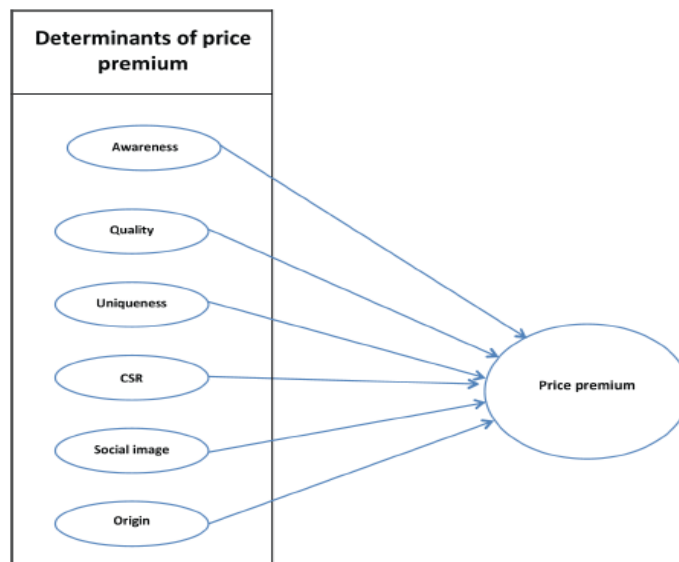 Determinants of price
premium
Awareness
Quality
Uniqueness
CSR
Social image
Origin
Price premium